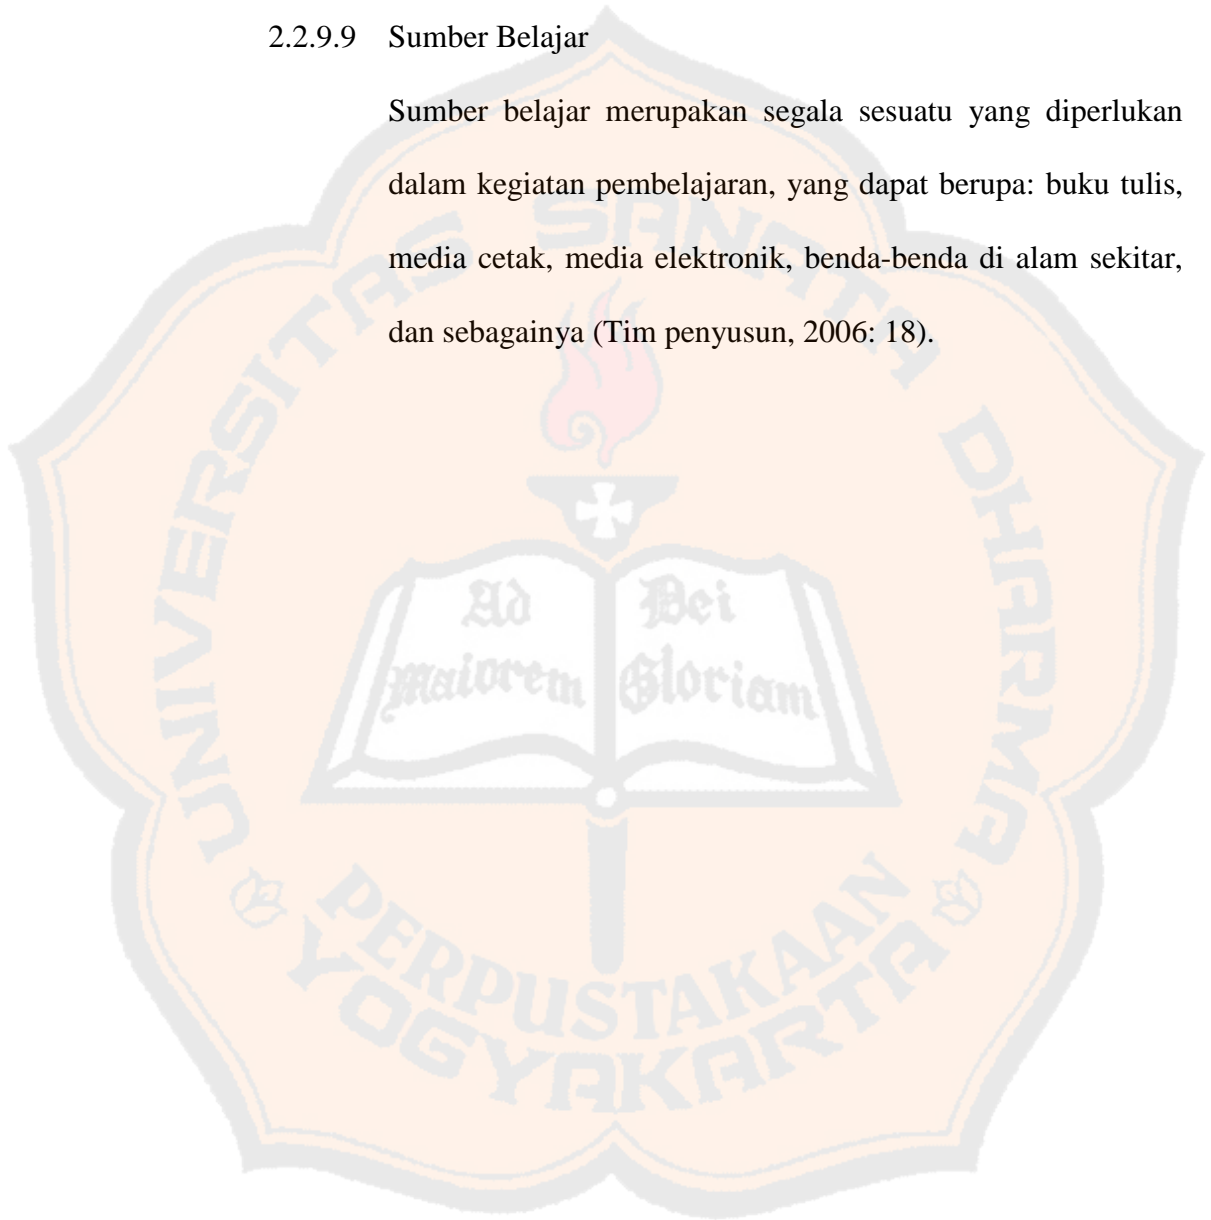 2.2.9.9 Sumber Belajar
Sumber belajar merupakan segala sesuatu yang diperlukan
dalam kegiatan pembelajaran, yang dapat berupa: buku tulis,
media cetak, media elektronik, benda-benda di alam sekitar,
dan sebagainya (Tim penyusun, 2006: 18).
UNIVERSITAS SANATA DHARMA
Ad
Dei
Maiorem
Gloriam
PERPUSTAKAAN
YOGYAKARTA